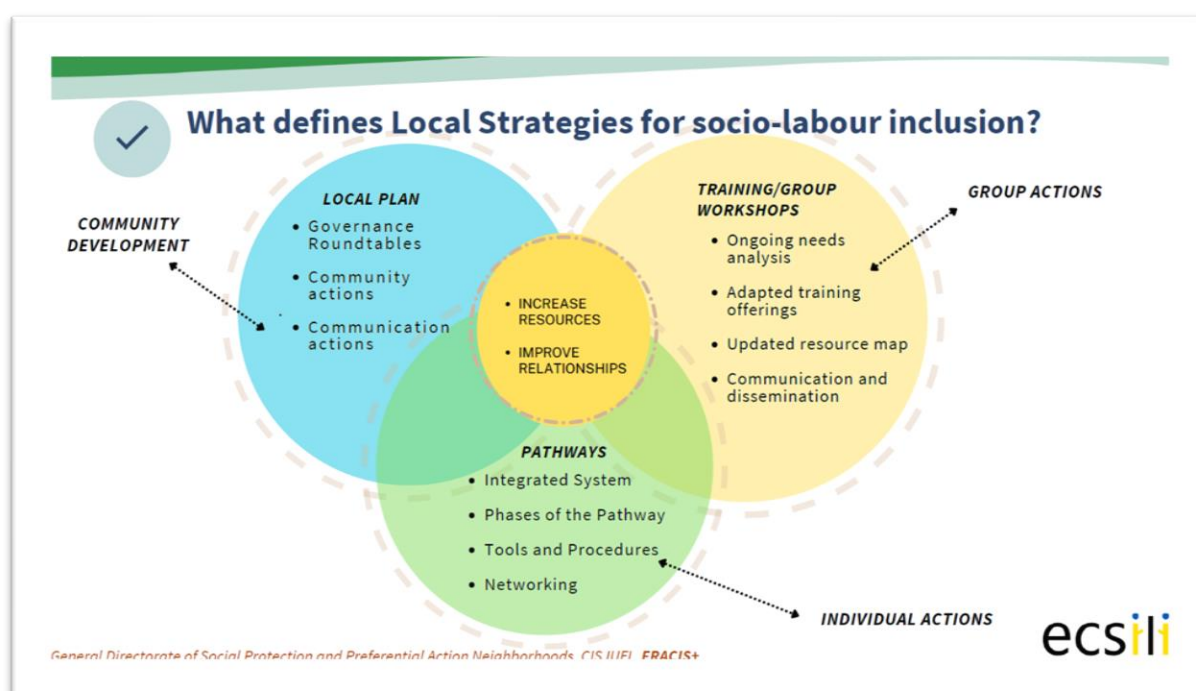 What defines Local Strategies for socio-labour inclusion?
COMMUNITY
DEVELOPMENT
LOCAL PLAN
• Governance
Roundtables
• Community
actions
• Communication
actions
• INCREASE
RESOURCES
• IMPROVE
RELATIONSHIPS
TRAINING/GROUP
WORKSHOPS
• Ongoing needs
analysis
• Adapted training
offerings
• Updated resource map
• Communication and
dissemination
GROUP ACTIONS
PATHWAYS
• Integrated System
• Phases of the Pathway
• Tools and Procedures
• Networking
INDIVIDUAL ACTIONS
ecsili
General Directorate of Social Protection and Preferential Action Neighborhoods. ERACIS+